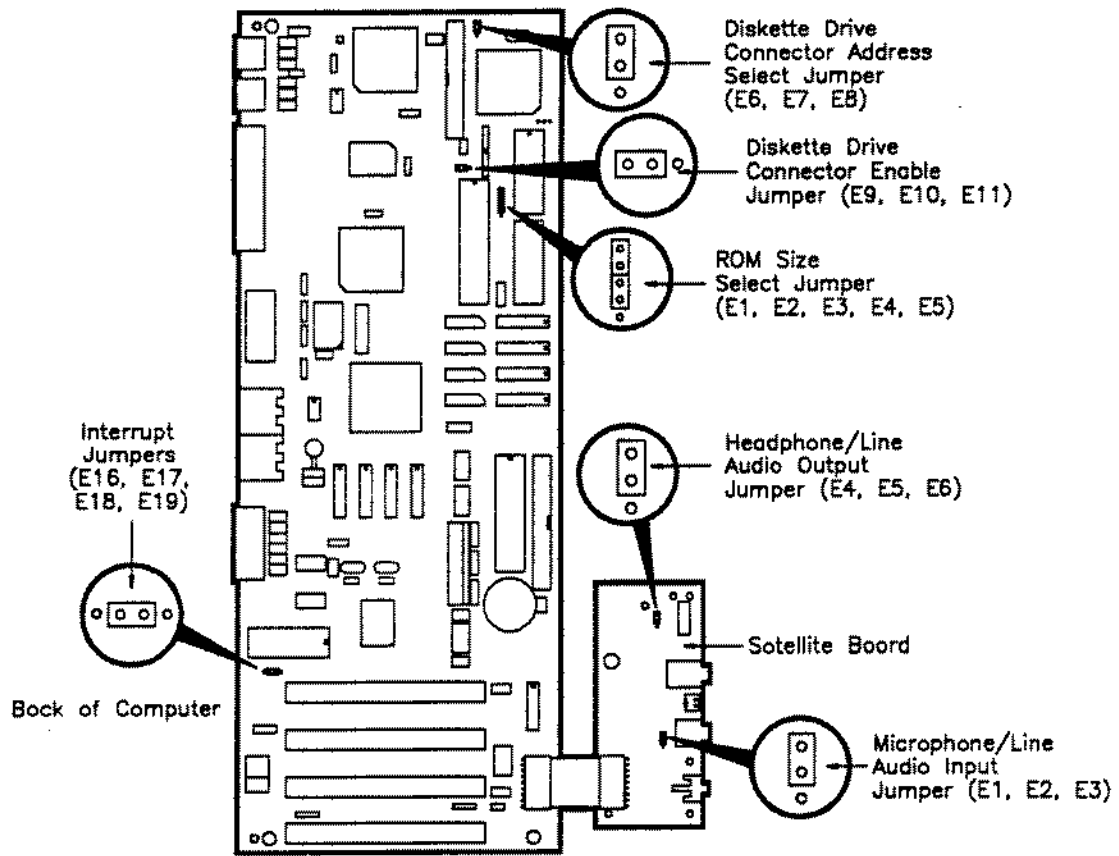 Diskette Drive
Connector Address
Select Jumper
(E6, E7, E8)
Diskette Drive
Connector Enable
Jumper (E9, E10, E11)
ROM Size
Select Jumper
(E1, E2, E3, E4, E5)
Interrupt
Jumpers
(E16, E17,
E18, E19)
Headphone/Line
Audio Output
Jumper (E4, E5, E6)
Sotellite Board
Bock of Computer
Microphone/Line
Audio Input
Jumper (E1, E2, E3)